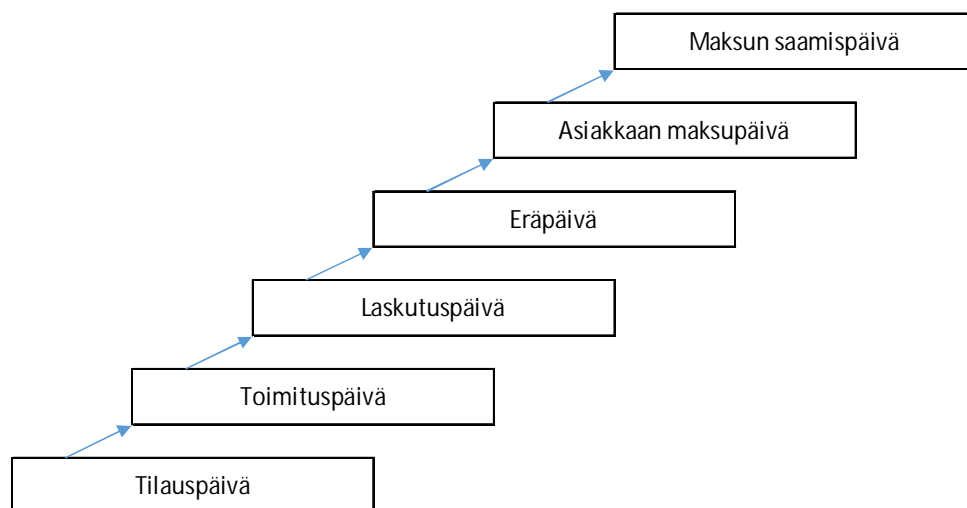 Maksun saamispäivä
Asiakkaan maksupäivä
Eräpäivä
Laskutuspäivä
Toimituspäivä
Tilauspäivä